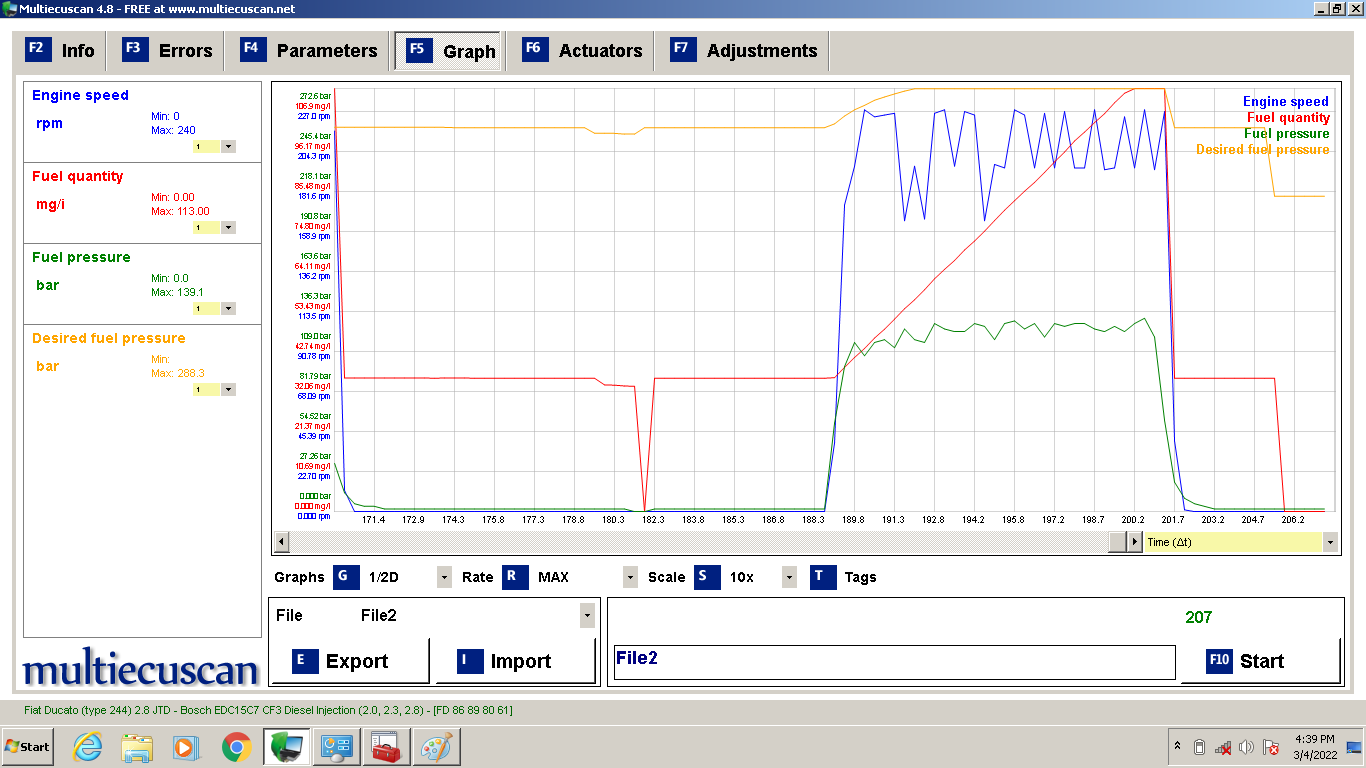 Multiecuscan 4.8 - FREE at www.multiecuscan.net
F2 Info F3 Errors F4 Parameters F5 Graph F6 Actuators F7 Adjustments
Engine speed
rpm
Min: 0
Max: 240
1
Fuel quantity
mg/i
Min: 0.00
Max: 113.00
1
Fuel pressure
bar
Min: 0.0
Max: 139.1
1
Desired fuel pressure
bar
Min:
Max: 288.3
1
multiecuscan
272.6 bar
106.9 mg/i
227.0 rpm
245.4 bar
96.17 mg/i
204.3 rpm
218.1 bar
85.48 mg/i
181.6 rpm
190.8 bar
74.80 mg/i
158.9 rpm
163.6 bar
64.11 mg/i
136.2 rpm
136.3 bar
53.43 mg/i
113.5 rpm
109.0 bar
42.74 mg/i
90.78 rpm
81.79 bar
32.06 mg/i
68.09 rpm
54.52 bar
21.37 mg/i
45.39 rpm
27.26 bar
10.69 mg/i
22.70 rpm
0.000 bar
0.000 mg/i
0.000 rpm
Engine speed
Fuel quantity
Fuel pressure
Desired fuel pressure
171.4 172.9 174.3 175.8 177.3 178.8 180.3 182.3 183.8 185.3 186.8 188.3 189.8 191.3 192.8 194.2 195.8 197.2 198.7 200.2 201.7 203.2 204.7 206.2
Time (Δt)
Graphs G 1/2D Rate R MAX Scale S 10x T Tags
File File2
E Export I Import
207
File2
F10 Start
Fiat Ducato (type 244) 2.8 JTD - Bosch EDC15C7 CF3 Diesel Injection (2.0, 2.3, 2.8) - [FD 86 89 80 61]
Start
4:39 PM
3/4/2022